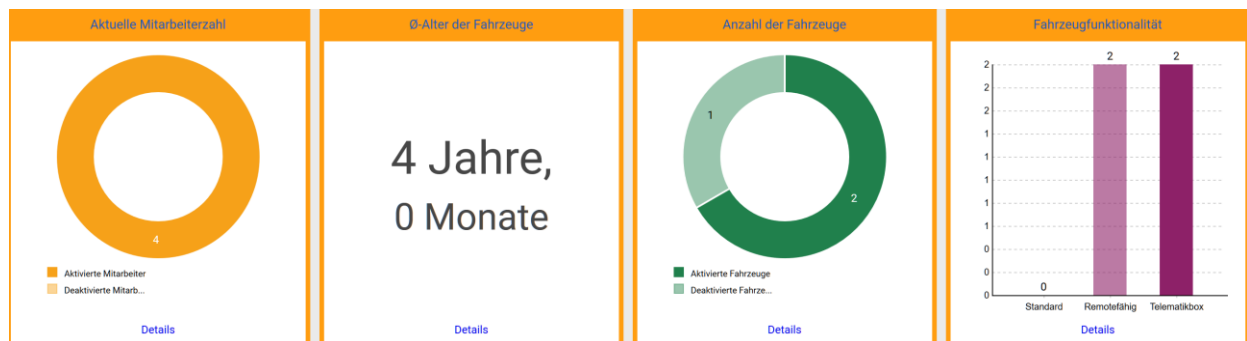 Aktuelle Mitarbeiterzahl
4
Aktivierte Mitarbeiter
Deaktivierte Mitarb...
Details
Ø-Alter der Fahrzeuge
4 Jahre,
0 Monate
Details
Anzahl der Fahrzeuge
1
2
Aktivierte Fahrzeuge
Deaktivierte Fahrze...
Details
Fahrzeugfunktionalität
2
2
2
1
1
1
1
0
0
0
0
2
2
Standard
Remotefähig
Telematikbox
Details